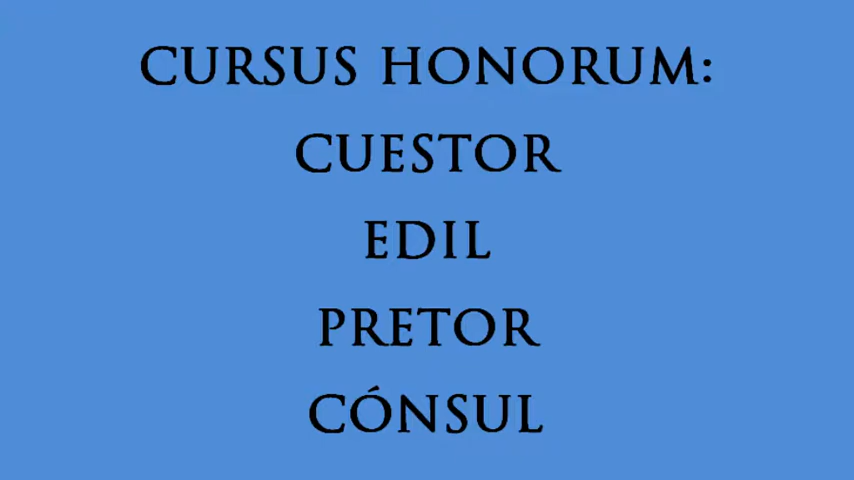 CURSUS HONORUM:
CUESTOR
EDIL
PRETOR
CÓNSUL